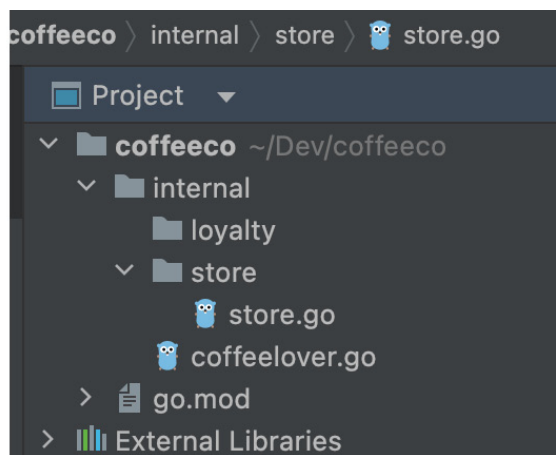 coffeeco 〉 internal 〉 store 〉 store.go
Project
coffeeco ~/Dev/coffeeco
internal
loyalty
store
store.go
coffeelover.go
go.mod
External Libraries